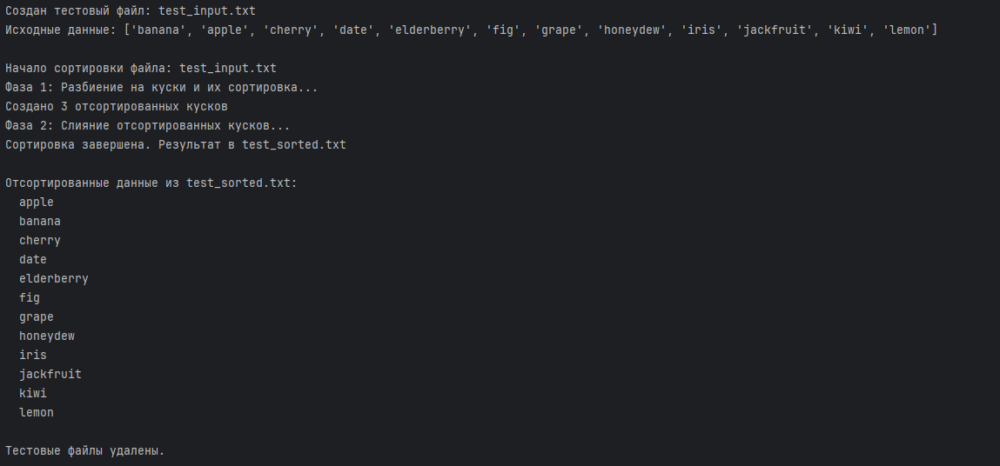 Создан тестовый файл: test_input.txt
Исходные данные: ['banana', 'apple', 'cherry', 'date', 'elderberry', 'fig', 'grape', 'honeydew', 'iris', 'jackfruit', 'kiwi', 'lemon']
Начало сортировки файла: test_input.txt
Фаза 1: Разбиение на куски и их сортировка...
Создано 3 отсортированных кусков
Фаза 2: Слияние отсортированных кусков...
Сортировка завершена. Результат в test_sorted.txt
Отсортированные данные из test_sorted.txt:
apple
banana
cherry
date
elderberry
fig
grape
honeydew
iris
jackfruit
kiwi
lemon
Тестовые файлы удалены.